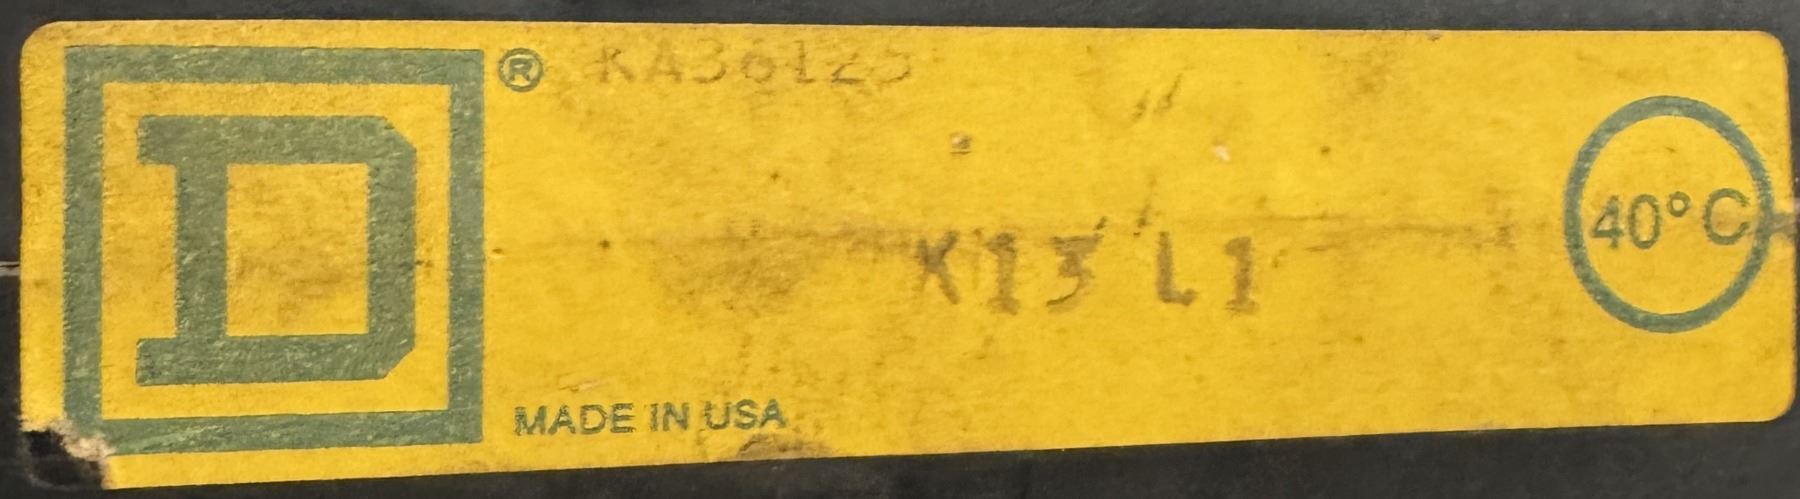 D® KA36125
K13 L1
40°C
MADE IN USA